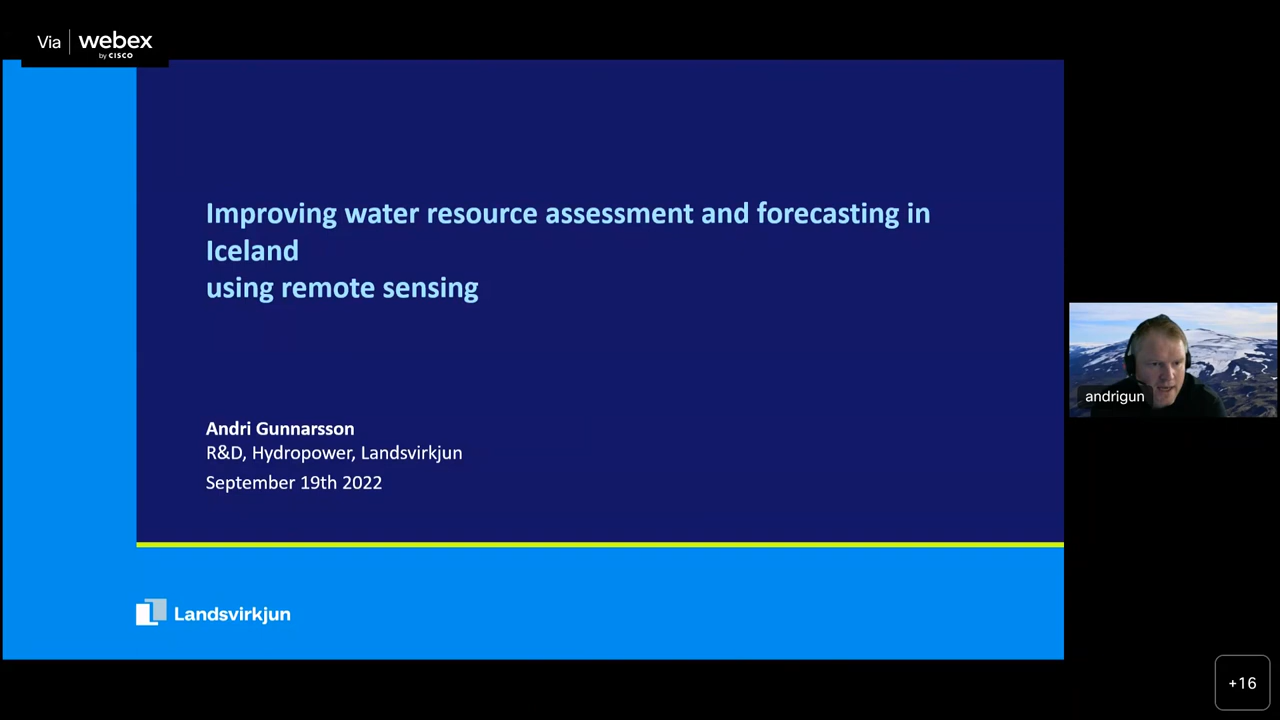 Via webex
by CISCO
Improving water resource assessment and forecasting in
Iceland
using remote sensing
Andri Gunnarsson
R&D, Hydropower, Landsvirkjun
September 19th 2022
andrigun
Landsvirkjun
+16